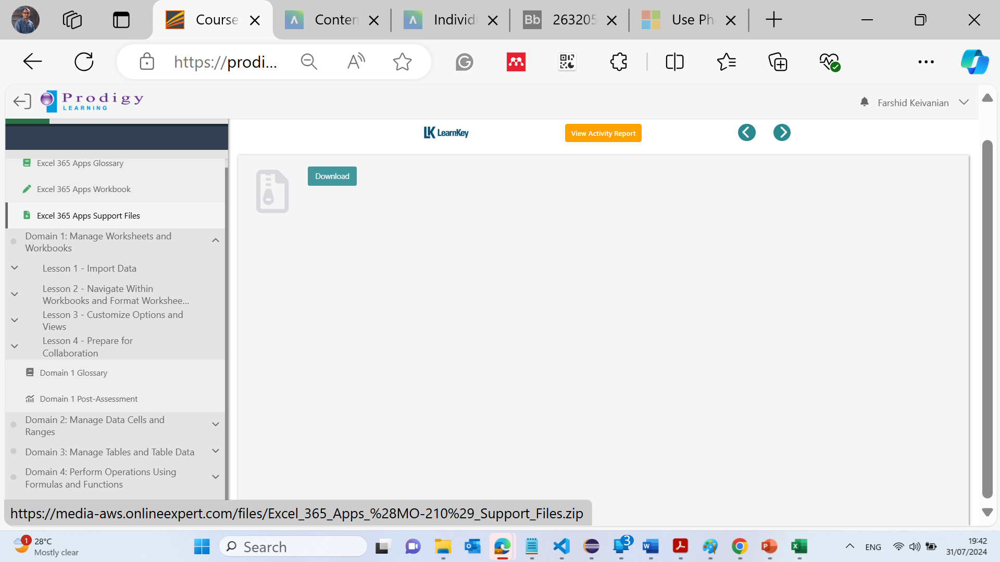 Course
Conten
Individ
Bb
263205
Use Ph
https://prodi...
Prodigy
LEARNING
Farshid Keivanian
LK LearnKey
View Activity Report
Excel 365 Apps Glossary
Excel 365 Apps Workbook
Excel 365 Apps Support Files
Download
Domain 1: Manage Worksheets and
Workbooks
Lesson 1 - Import Data
Lesson 2 - Navigate Within
Workbooks and Format Workshee...
Lesson 3 - Customize Options and
Views
Lesson 4 - Prepare for
Collaboration
Domain 1 Glossary
Domain 1 Post-Assessment
Domain 2: Manage Data Cells and
Ranges
Domain 3: Manage Tables and Table Data
Domain 4: Perform Operations Using
Formulas and Functions
https://media-aws.onlineexpert.com/files/Excel_365_Apps_%28MO-210%29_Support_Files.zip
1
28°C
Mostly clear
Search
3
ENG
19:42
31/07/2024